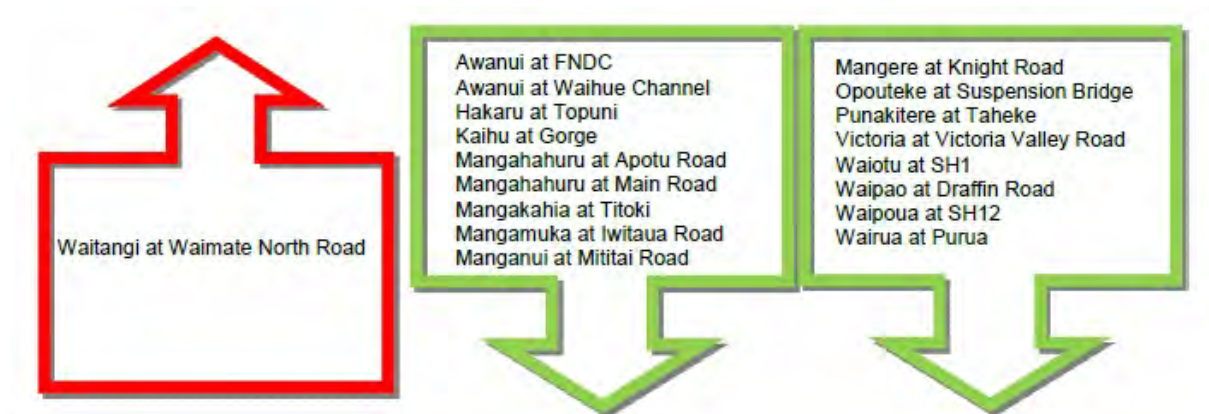 Waitangi at Waimate North Road
Awanui at FNDC
Awanui at Waihue Channel
Hakaru at Topuni
Kaihu at Gorge
Mangahahuru at Apotu Road
Mangahahuru at Main Road
Mangakahia at Titoki
Mangamuka at Iwitaua Road
Manganui at Mititai Road
Mangere at Knight Road
Opouteke at Suspension Bridge
Punakitere at Taheke
Victoria at Victoria Valley Road
Waiotu at SH1
Waipao at Draffin Road
Waipoua at SH12
Wairua at Purua